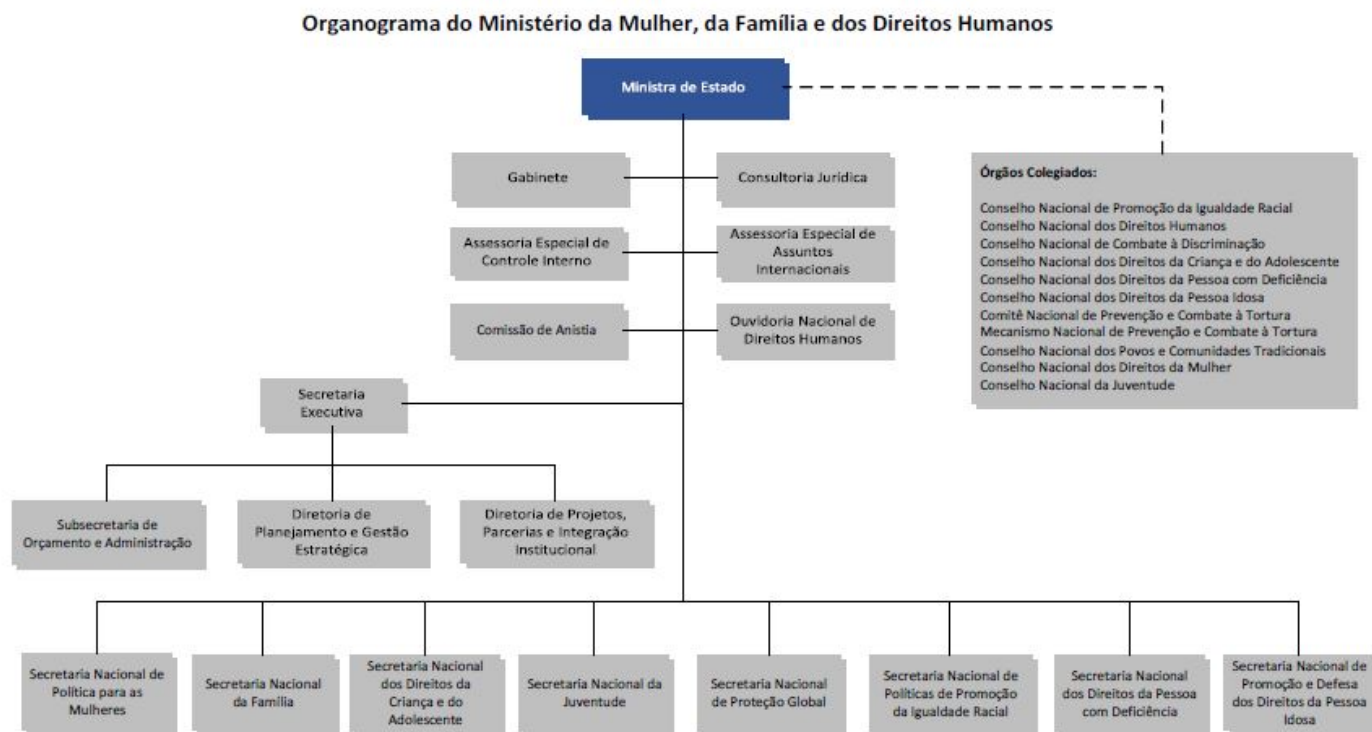 Organograma do Ministério da Mulher, da Família e dos Direitos Humanos
Ministra de Estado
Gabinete
Consultoria Jurídica
Assessoria Especial de
Controle Interno
Assessoria Especial de
Assuntos
Internacionais
Comissão de Anistia
Ouvidoria Nacional de
Direitos Humanos
Órgãos Colegiados:
Conselho Nacional de Promoção da Igualdade Racial
Conselho Nacional dos Direitos Humanos
Conselho Nacional de Combate à Discriminação
Conselho Nacional dos Direitos da Criança e do Adolescente
Conselho Nacional dos Direitos da Pessoa com Deficiência
Conselho Nacional dos Direitos da Pessoa Idosa
Comitê Nacional de Prevenção e Combate à Tortura
Mecanismo Nacional de Prevenção e Combate à Tortura
Conselho Nacional dos Povos e Comunidades Tradicionais
Conselho Nacional dos Direitos da Mulher
Conselho Nacional da Juventude
Secretaria
Executiva
Subsecretaria de
Orçamento e Administração
Diretoria de
Planejamento e Gestão
Estratégica
Diretoria de Projetos,
Parcerias e Integração
Institucional
Secretaria Nacional de
Política para as
Mulheres
Secretaria Nacional
da Família
Secretaria Nacional
dos Direitos da
Criança e do
Adolescente
Secretaria Nacional da
Juventude
Secretaria Nacional
de Proteção Global
Secretaria Nacional de
Políticas de Promoção
da Igualdade Racial
Secretaria Nacional
dos Direitos da Pessoa
com Deficiência
Secretaria Nacional de
Promoção e Defesa
dos Direitos da Pessoa
Idosa